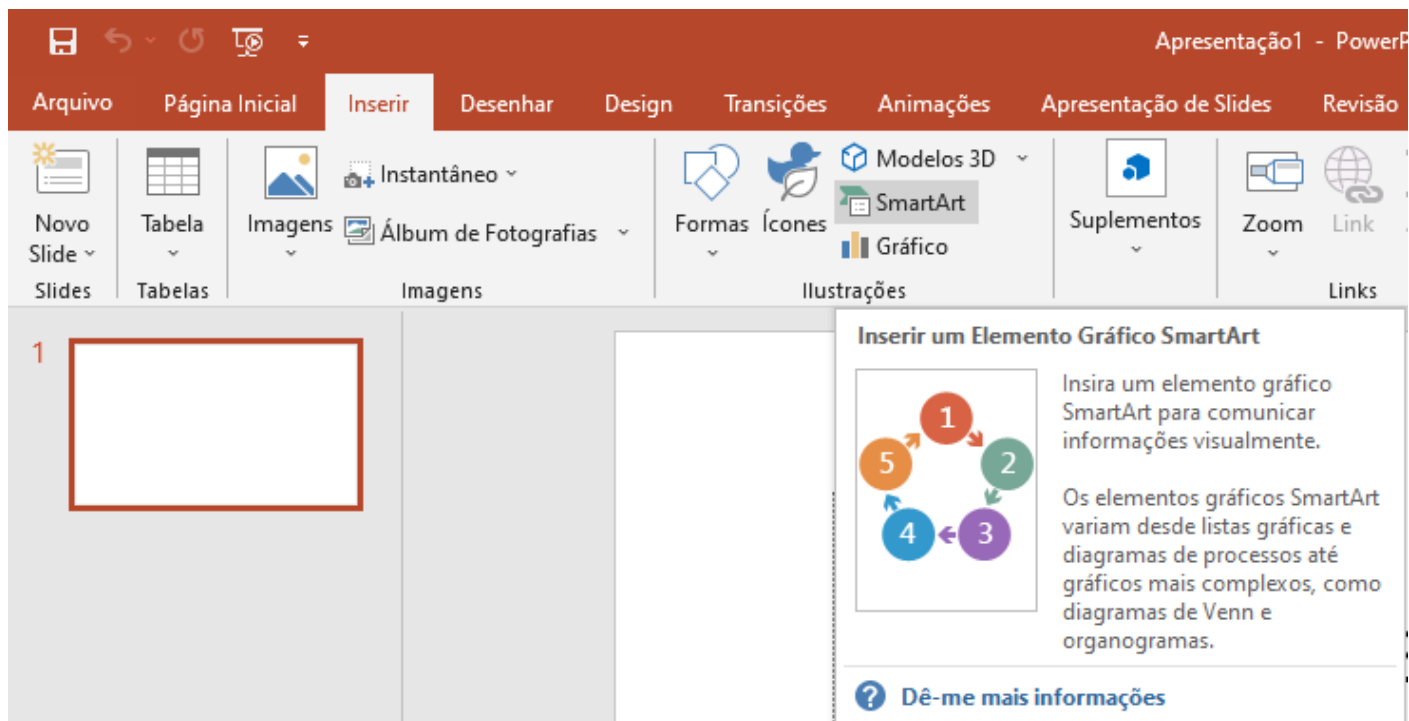 Apresentação1 - PowerP
Arquivo Página Inicial Inserir Desenhar Design Transições Animações Apresentação de Slides Revisão
Novo Slide
Tabela
Imagens
Instantâneo
Álbum de Fotografias
Formas
Ícones
Modelos 3D
SmartArt
Gráfico
Suplementos
Zoom
Link
Slides Tabelas Imagens Ilustrações Links
1
Inserir um Elemento Gráfico SmartArt
1
2
3
4
5
Insira um elemento gráfico
SmartArt para comunicar
informações visualmente.
Os elementos gráficos SmartArt
variam desde listas gráficas e
diagramas de processos até
gráficos mais complexos, como
diagramas de Venn e
organogramas.
? Dê-me mais informações